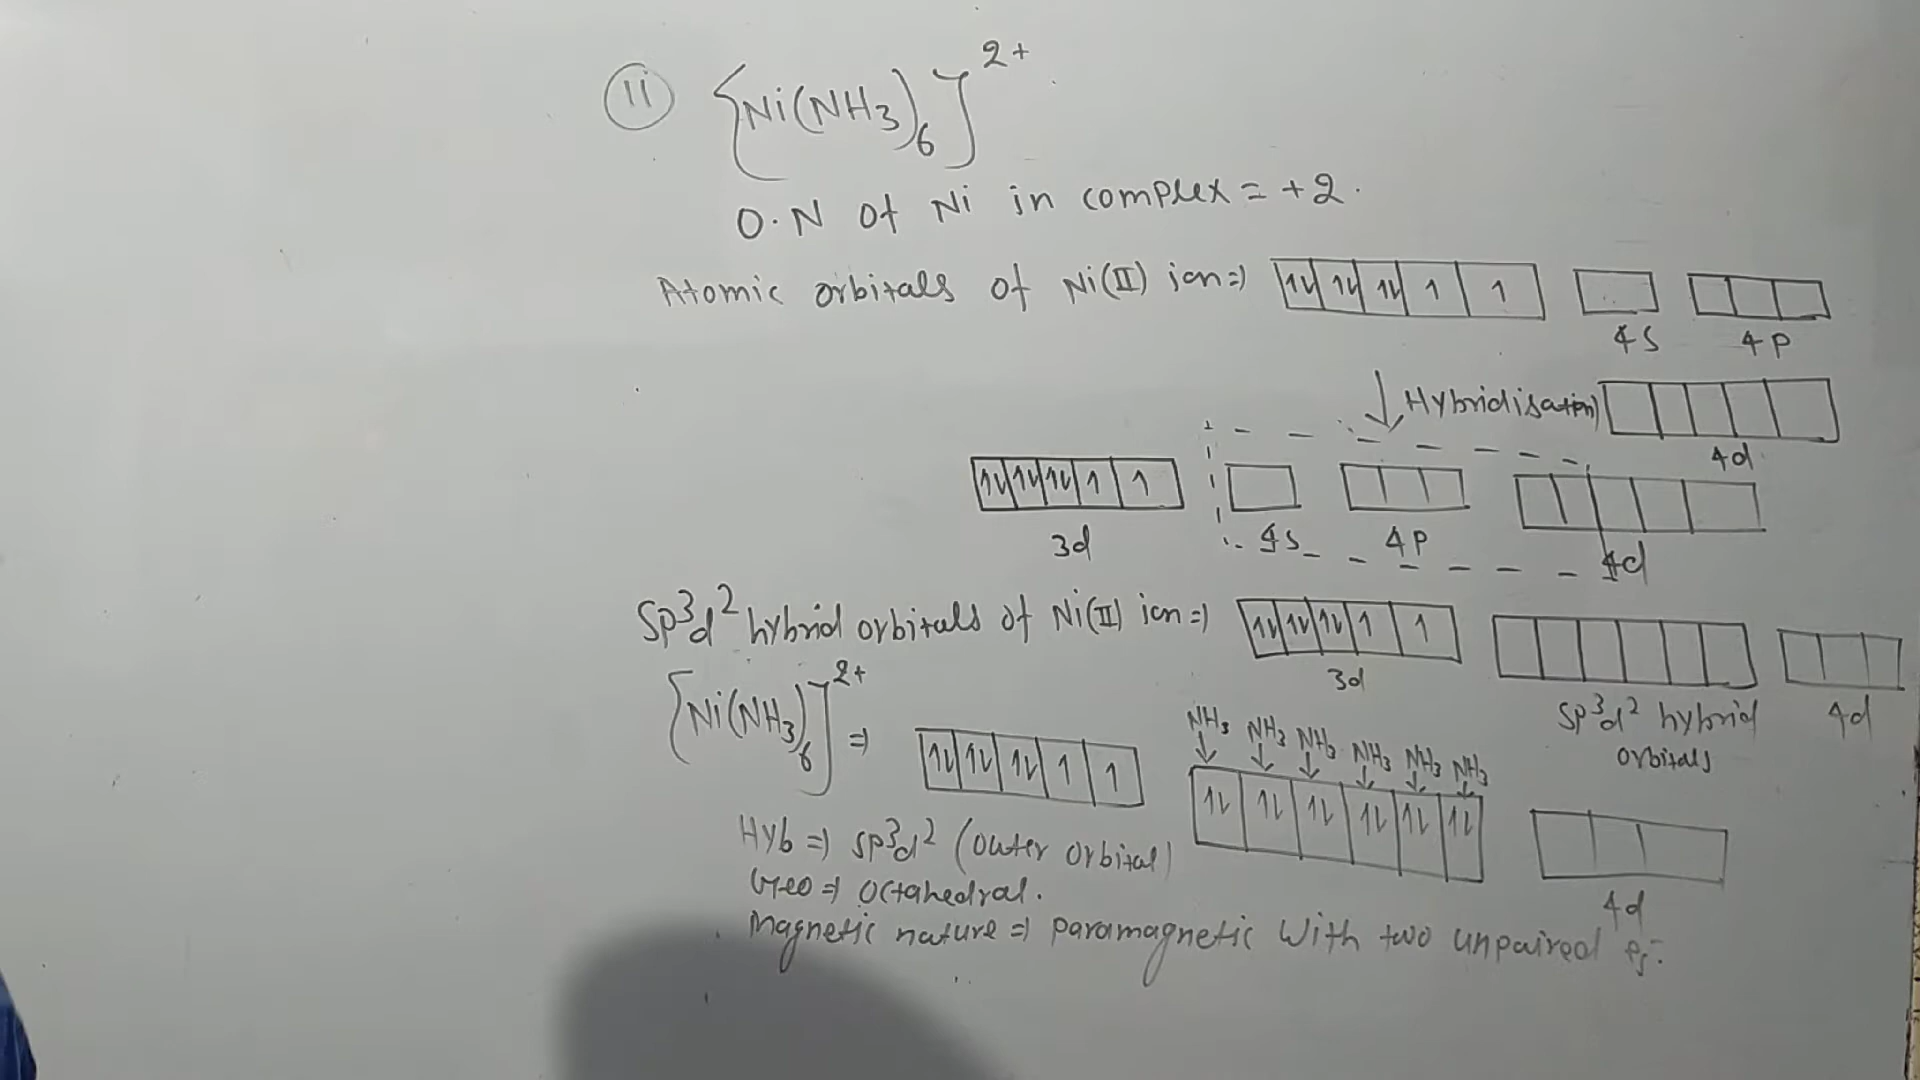 11 [Ni(NH3)6]2+
O.N of Ni in complex = +2.
Atomic orbitals of Ni(II) ion ⇒ 1⇂ 1⇂ 1⇂ 1 1
4S 4P
↓ Hybridisation
4d
1⇂ 1⇂ 1⇂ 1 1
3d 4S 4P 4d
Sp3d2 hybrid orbitals of Ni(II) ion ⇒ 1⇂ 1⇂ 1⇂ 1 1
3d Sp3d2 hybrid orbitals 4d
[Ni(NH3)6]2+ ⇒ 1⇂ 1⇂ 1⇂ 1 1
NH3 NH3 NH3 NH3 NH3 NH3
↓ ↓ ↓ ↓ ↓ ↓
1⇂ 1⇂ 1⇂ 1⇂ 1⇂ 1⇂
4d
Hyb ⇒ sp3d2 (outer orbital)
Geo ⇒ Octahedral.
Magnetic nature ⇒ paramagnetic With two unpaired es-.